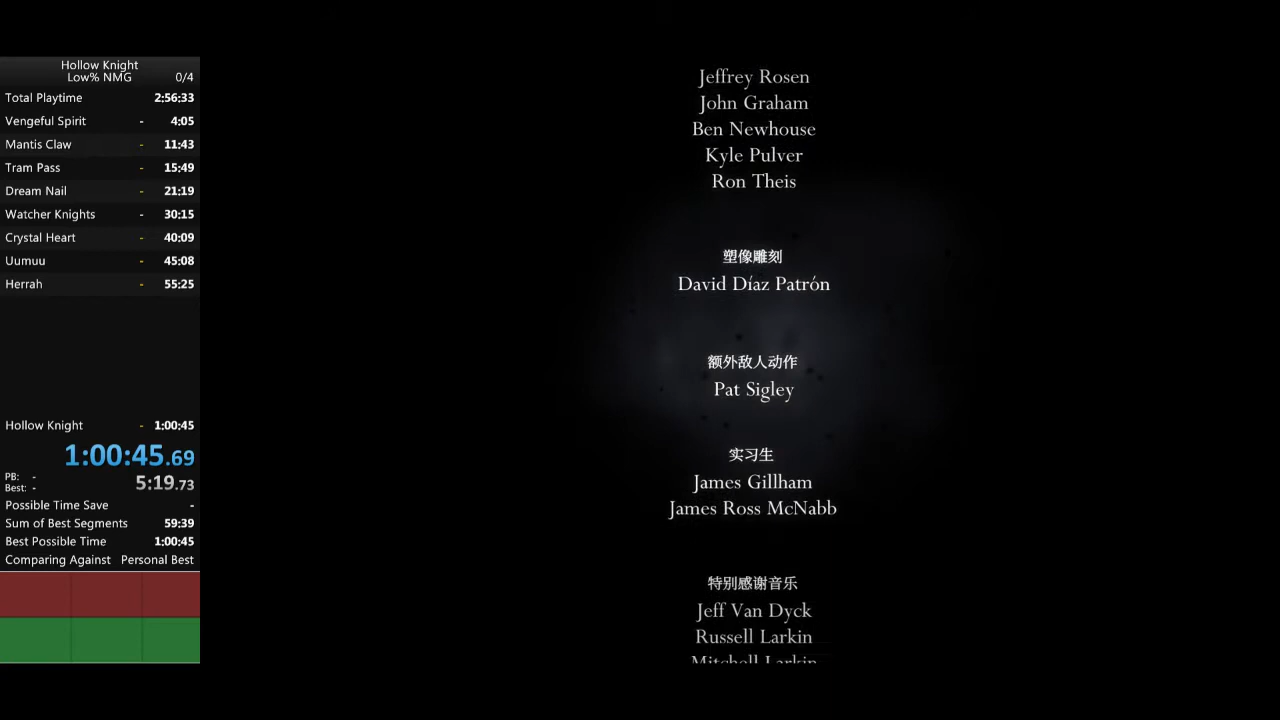 Hollow Knight
Low% NMG 0/4
Total Playtime 2:56:33
Vengeful Spirit - 4:05
Mantis Claw - 11:43
Tram Pass - 15:49
Dream Nail - 21:19
Watcher Knights - 30:15
Crystal Heart - 40:09
Uumuu - 45:08
Herrah - 55:25
Hollow Knight - 1:00:45
1:00:45.69
PB: -
Best: - 5:19.73
Possible Time Save -
Sum of Best Segments 59:39
Best Possible Time 1:00:45
Comparing Against Personal Best
Jeffrey Rosen
John Graham
Ben Newhouse
Kyle Pulver
Ron Theis
塑像雕刻
David Díaz Patrón
额外敌人动作
Pat Sigley
实习生
James Gillham
James Ross McNabb
特别感谢音乐
Jeff Van Dyck
Russell Larkin
Mitchell Larkin